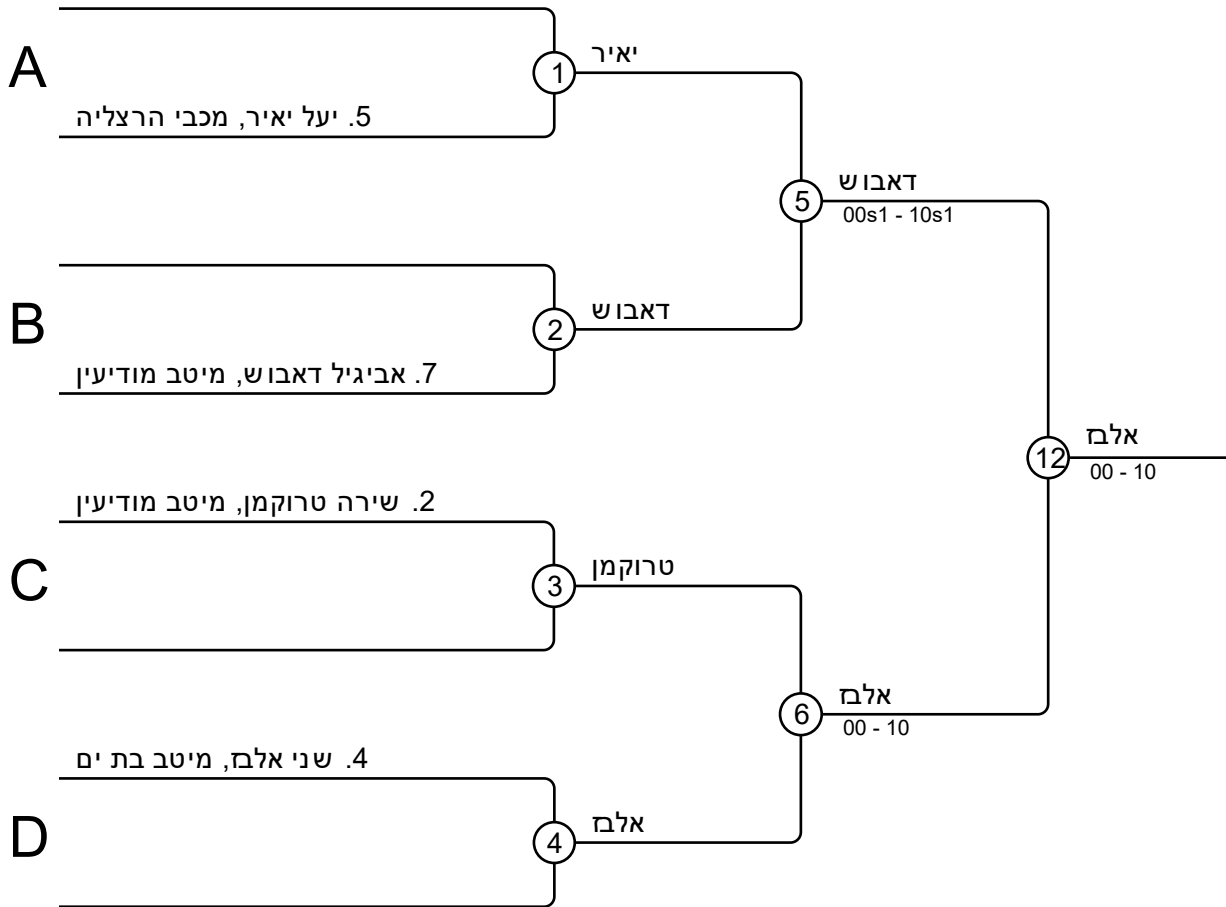 A
יאיר
1
5. יעל יאיר, מכבי הרצליה
דאבוש
5
00s1 - 10s1
B
דאבוש
2
7. אביגיל דאבוש, מיטב מודיעין
אלבז
12
00 - 10
2. שירה טרוקמן, מיטב מודיעין
C
טרוקמן
3
אלבז
6
00 - 10
4. שני אלבז, מיטב בת ים
D
אלבז
4